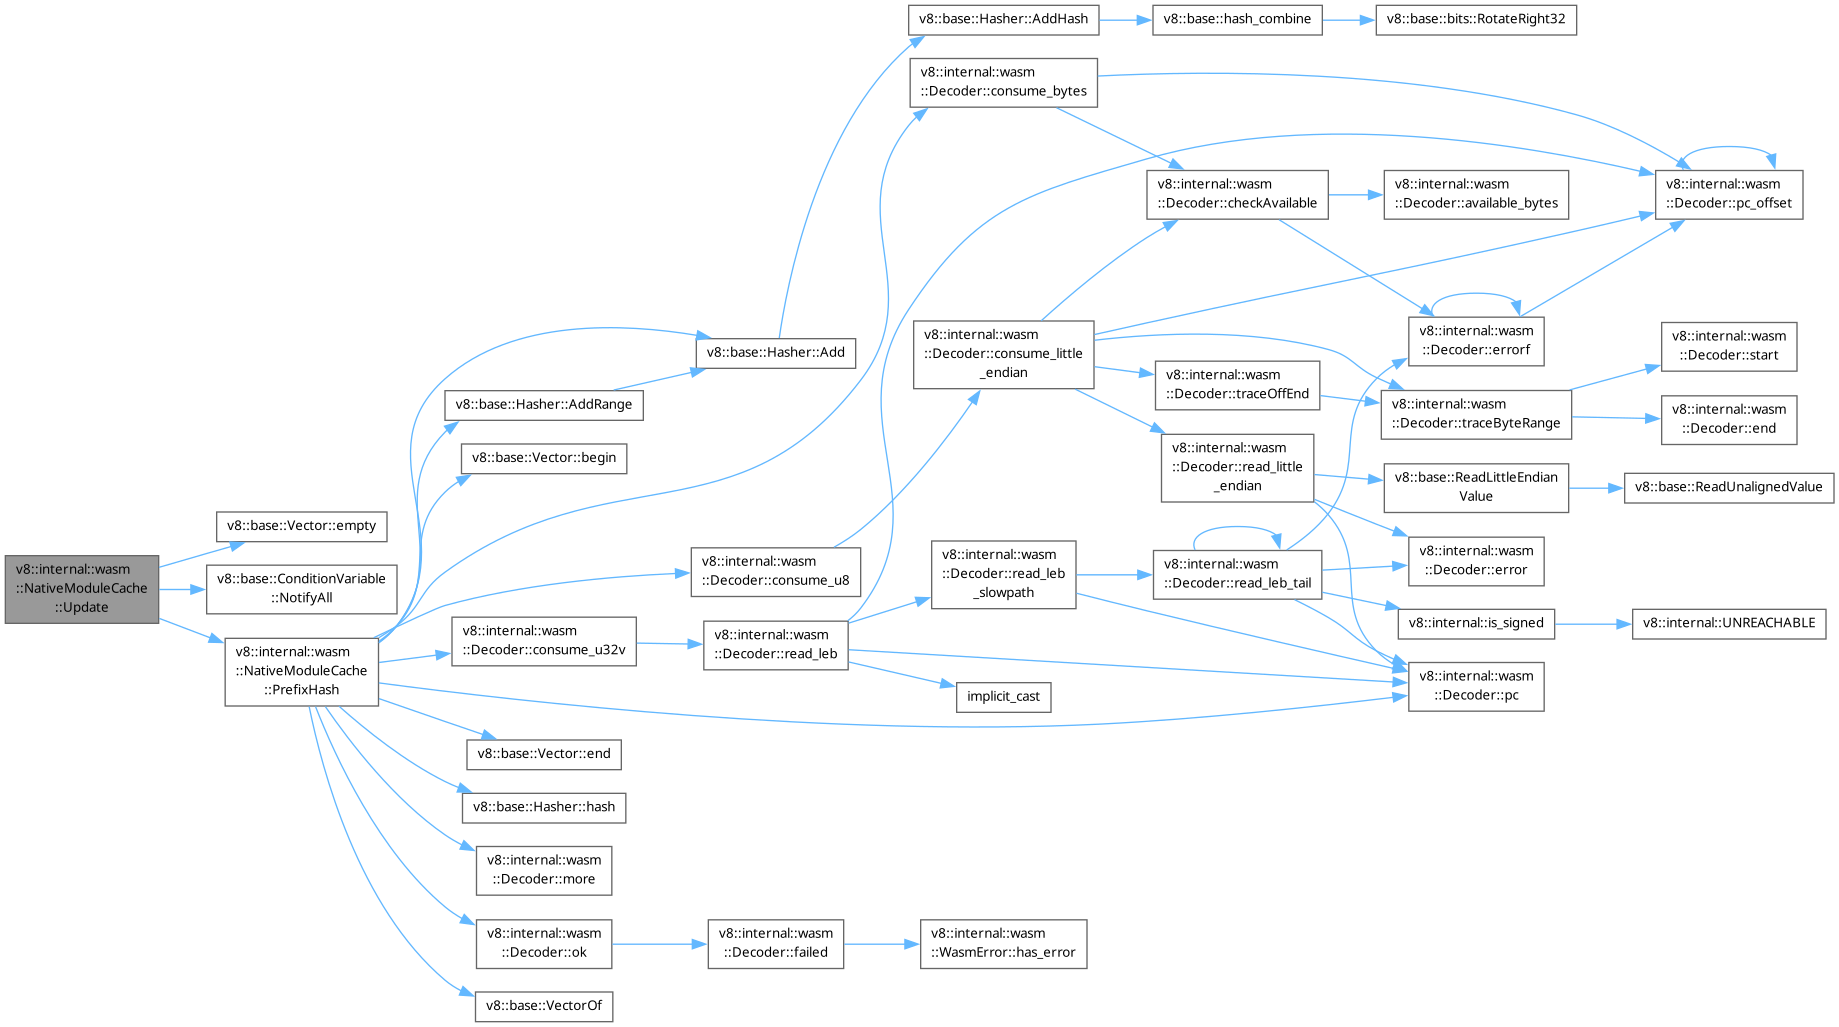 v8::internal::wasm
::NativeModuleCache
::Update
v8::base::Vector::empty
v8::base::ConditionVariable
::NotifyAll
v8::internal::wasm
::NativeModuleCache
::PrefixHash
v8::base::Hasher::AddRange
v8::base::Vector::begin
v8::internal::wasm
::Decoder::consume_u32v
v8::base::Vector::end
v8::base::Hasher::hash
v8::internal::wasm
::Decoder::more
v8::internal::wasm
::Decoder::ok
v8::base::VectorOf
v8::base::Hasher::Add
v8::internal::wasm
::Decoder::consume_u8
v8::internal::wasm
::Decoder::read_leb
v8::internal::wasm
::Decoder::failed
v8::base::Hasher::AddHash
v8::internal::wasm
::Decoder::consume_bytes
v8::internal::wasm
::Decoder::consume_little
_endian
v8::internal::wasm
::Decoder::read_leb
_slowpath
implicit_cast
v8::internal::wasm
::WasmError::has_error
v8::base::hash_combine
v8::internal::wasm
::Decoder::checkAvailable
v8::internal::wasm
::Decoder::traceOffEnd
v8::internal::wasm
::Decoder::read_little
_endian
v8::internal::wasm
::Decoder::read_leb_tail
v8::base::bits::RotateRight32
v8::internal::wasm
::Decoder::available_bytes
v8::internal::wasm
::Decoder::errorf
v8::internal::wasm
::Decoder::traceByteRange
v8::base::ReadLittleEndian
Value
v8::internal::wasm
::Decoder::error
v8::internal::is_signed
v8::internal::wasm
::Decoder::pc
v8::internal::wasm
::Decoder::pc_offset
v8::internal::wasm
::Decoder::start
v8::internal::wasm
::Decoder::end
v8::base::ReadUnalignedValue
v8::internal::UNREACHABLE